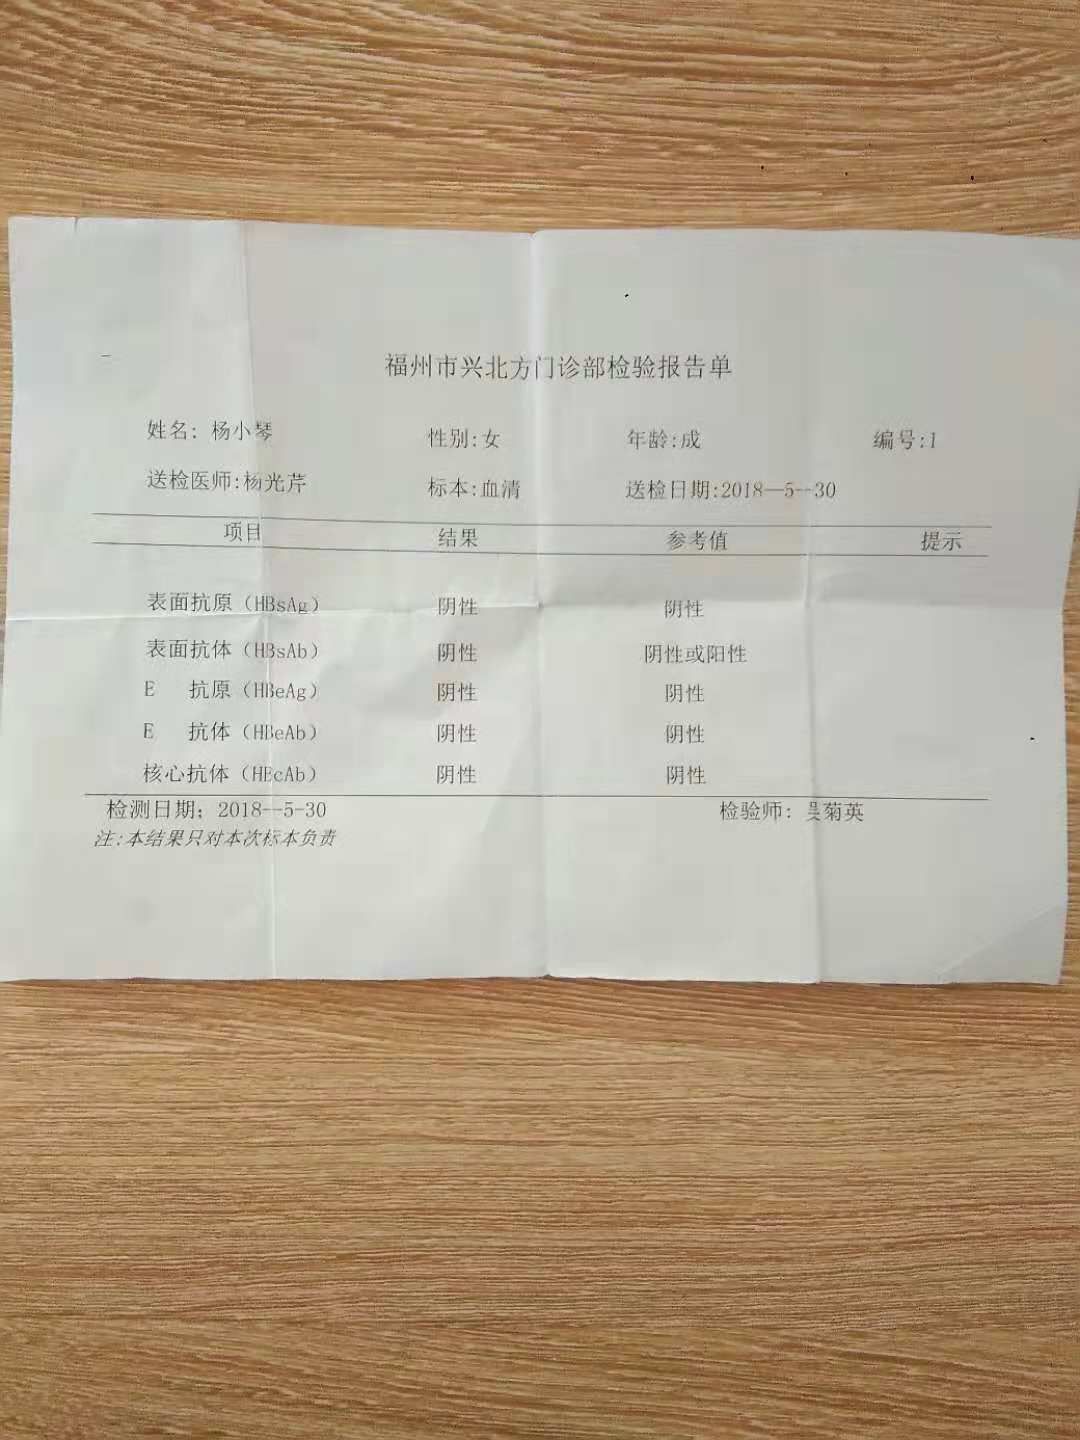 福州市兴北方门诊部检验报告单
姓名: 杨小琴 性别:女 年龄:成 编号:1
送检医师:杨光芹 标本:血清 送检日期:2018—5--30
项目 结果 参考值 提示
表面抗原（HBsAg） 阴性 阴性
表面抗体（HBsAb） 阴性 阴性或阳性
E 抗原（HBeAg） 阴性 阴性
E 抗体（HBeAb） 阴性 阴性
核心抗体（HBcAb） 阴性 阴性
检测日期; 2018--5-30 检验师: 吴菊英
注:本结果只对本次标本负责